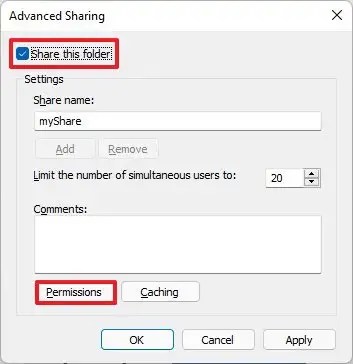 Advanced Sharing
Share this folder
Settings
Share name:
myShare
Add Remove
Limit the number of simultaneous users to: 20
Comments:
Permissions Caching
OK Cancel Apply